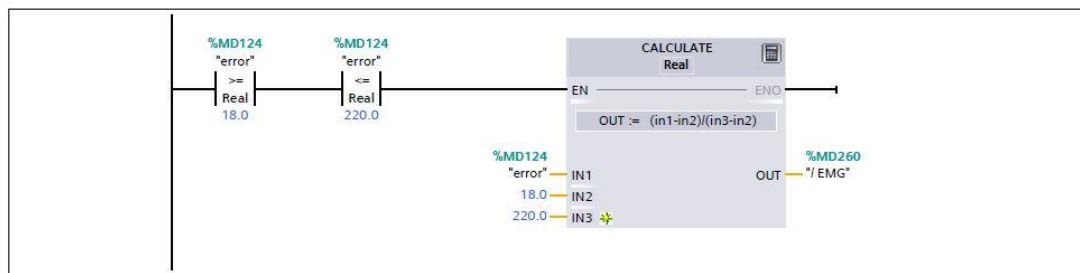 %MD124 %MD124
"error" "error"
>= <=
Real Real
18.0 220.0
CALCULATE
Real
EN ENO
OUT := (in1-in2)/(in3-in2)
%MD124 %MD260
"error" IN1 OUT "/ EMG"
18.0 IN2
220.0 IN3